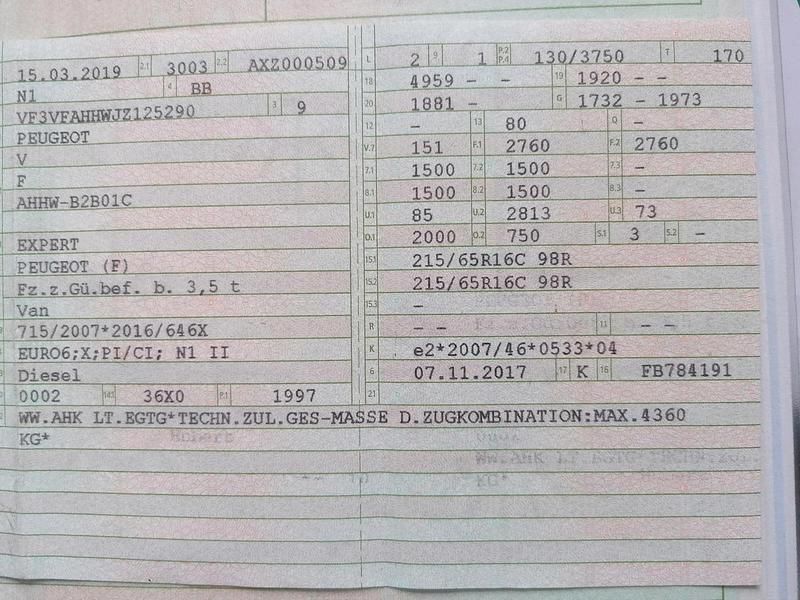 15.03.2019 2.1 3003 2.2 AXZ000509
N1 4 BB
VF3VFAHHWJZ125290 3 9
PEUGEOT
V
F
AHHW-B2B01C
EXPERT
PEUGEOT (F)
Fz.z.Gü.bef. b. 3,5 t
Van
715/2007*2016/646X
EURO6;X;PI/CI; N1 II
Diesel
0002 14.1 36X0 P.1 1997
L 2 9 1 P.2 P.4 130/3750 T 170
18 4959 - - 19 1920 - -
20 1881 - G 1732 - 1973
12 - 13 80 Q -
V.7 151 F.1 2760 F.2 2760
7.1 1500 7.2 1500 7.3 -
8.1 1500 8.2 1500 8.3 -
U.1 85 U.2 2813 U.3 73
O.1 2000 O.2 750 S.1 3 S.2 -
15.1 215/65R16C 98R
15.2 215/65R16C 98R
15.3 -
R - - 11 - -
K e2*2007/46*0533*04
6 07.11.2017 17 K 16 FB784191
21
WW.AHK LT.EGTG*TECHN.ZUL.GES-MASSE D.ZUGKOMBINATION:MAX.4360
KG*